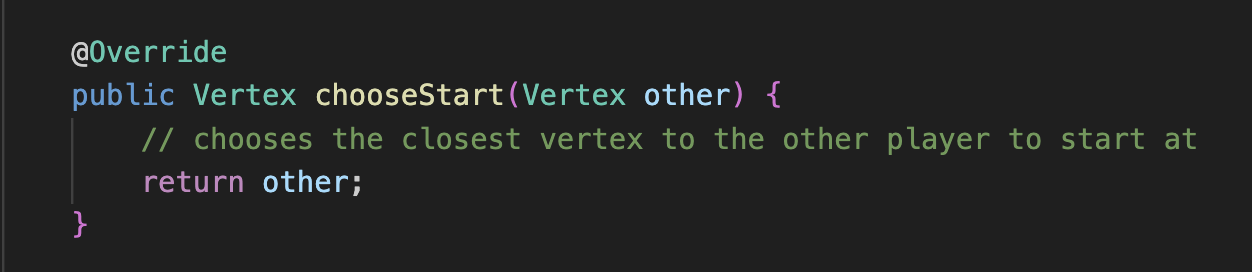 @Override
public Vertex chooseStart(Vertex other) {
// chooses the closest vertex to the other player to start at
return other;
}